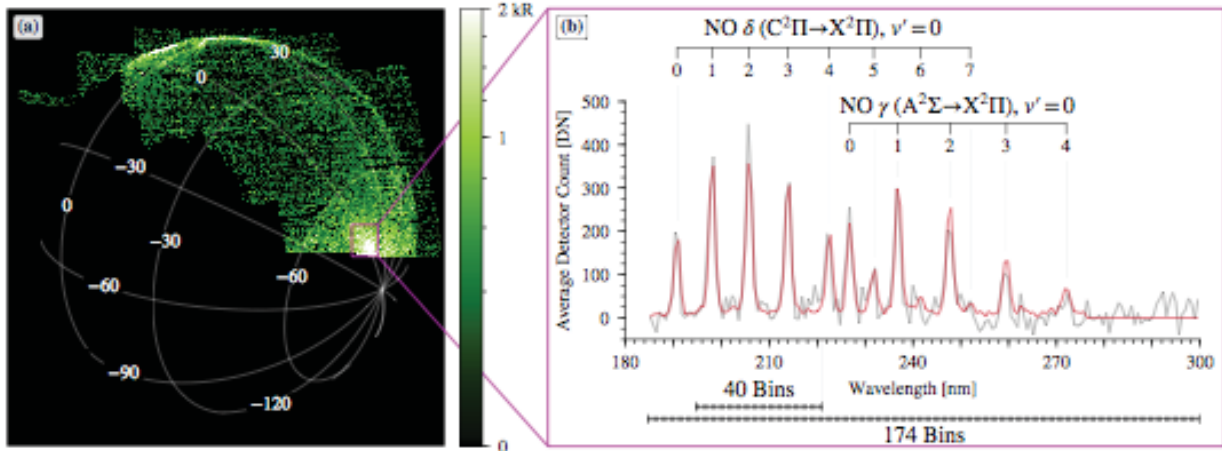 (a)
30
0
−30
0
−30
−60
−60
−90
−120
2 kR
1
0
(b)
NO δ (C²Π→X²Π), v′ = 0
0 1 2 3 4 5 6 7
NO γ (A²Σ→X²Π), v′ = 0
0 1 2 3 4
Average Detector Count [DN]
500
400
300
200
100
0
180 210 240 270 300
Wavelength [nm]
40 Bins
174 Bins